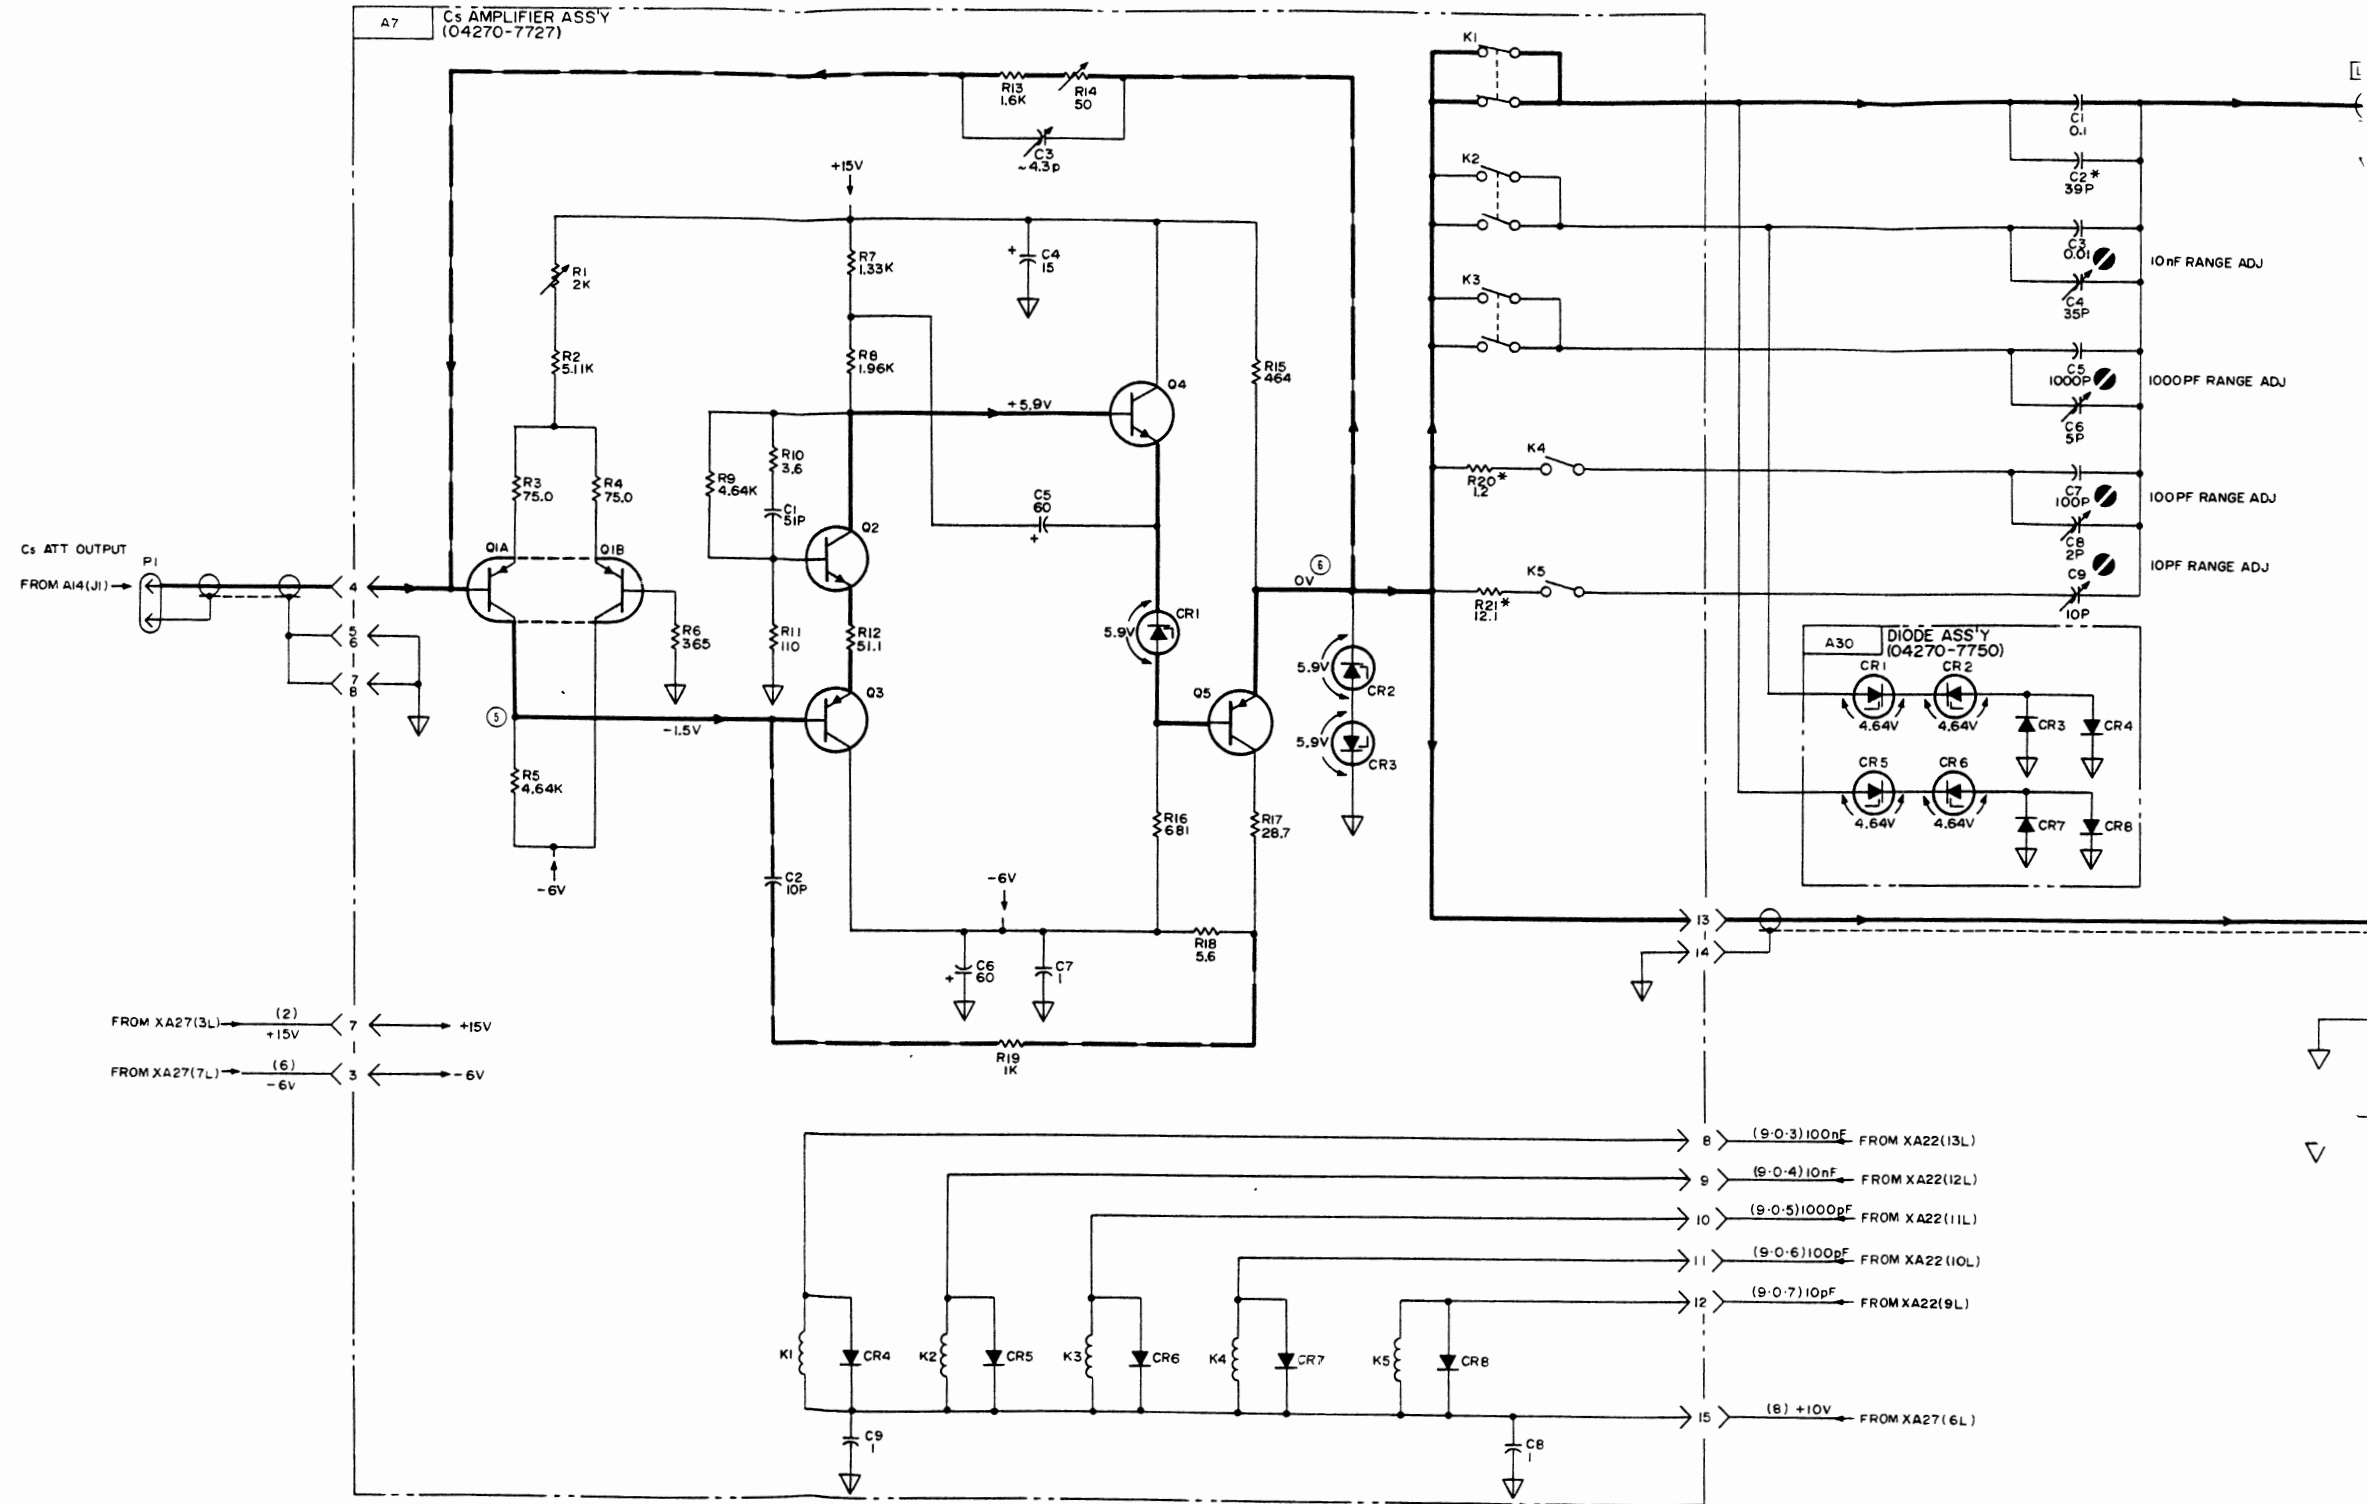 A7
Cs AMPLIFIER ASS'Y
(04270-7727)
R13
1.6K
R14
50
C3
~4.3p
+15V
R1
2K
R2
5.11K
R3
75.0
R4
75.0
R7
1.33K
R8
1.96K
C4
15
R15
464
Q4
+5.9V
R9
4.64K
R10
3.6
C1
51P
C5
60
+
+
Q2
Q1A
Q1B
Cs ATT OUTPUT
P1
FROM A14(J1)
4
5
6
7
8
R6
365
R11
110
R12
51.1
Q3
5
-1.5V
R5
4.64K
-6V
C2
10P
5.9V
CR1
Q5
OV
6
5.9V
CR2
5.9V
CR3
R16
681
R17
28.7
-6V
R18
5.6
+
C6
60
C7
1
R19
1K
FROM XA27(3L)
(2)
+15V
7
+15V
FROM XA27(7L)
(6)
-6V
3
-6V
K1
K2
K3
K4
R20*
1.2
K5
R21*
12.1
C1
0.1
C2*
39P
C3
0.01
10nF RANGE ADJ
C4
35P
C5
1000P
1000PF RANGE ADJ
C6
5P
C7
100P
100PF RANGE ADJ
C8
2P
10PF RANGE ADJ
C9
10P
A30
DIODE ASS'Y
(04270-7750)
CR1
CR2
4.64V
4.64V
CR3
CR4
CR5
CR6
4.64V
4.64V
CR7
CR8
13
14
8
(9·0·3)100nF
FROM XA22(13L)
9
(9·0·4)10nF
FROM XA22(12L)
10
(9·0·5)1000pF
FROM XA22(11L)
11
(9·0·6)100pF
FROM XA22(10L)
12
(9·0·7)10pF
FROM XA22(9L)
K1
CR4
K2
CR5
K3
CR6
K4
CR7
K5
CR8
15
(8) +10V
FROM XA27(6L)
C9
1
C8
1